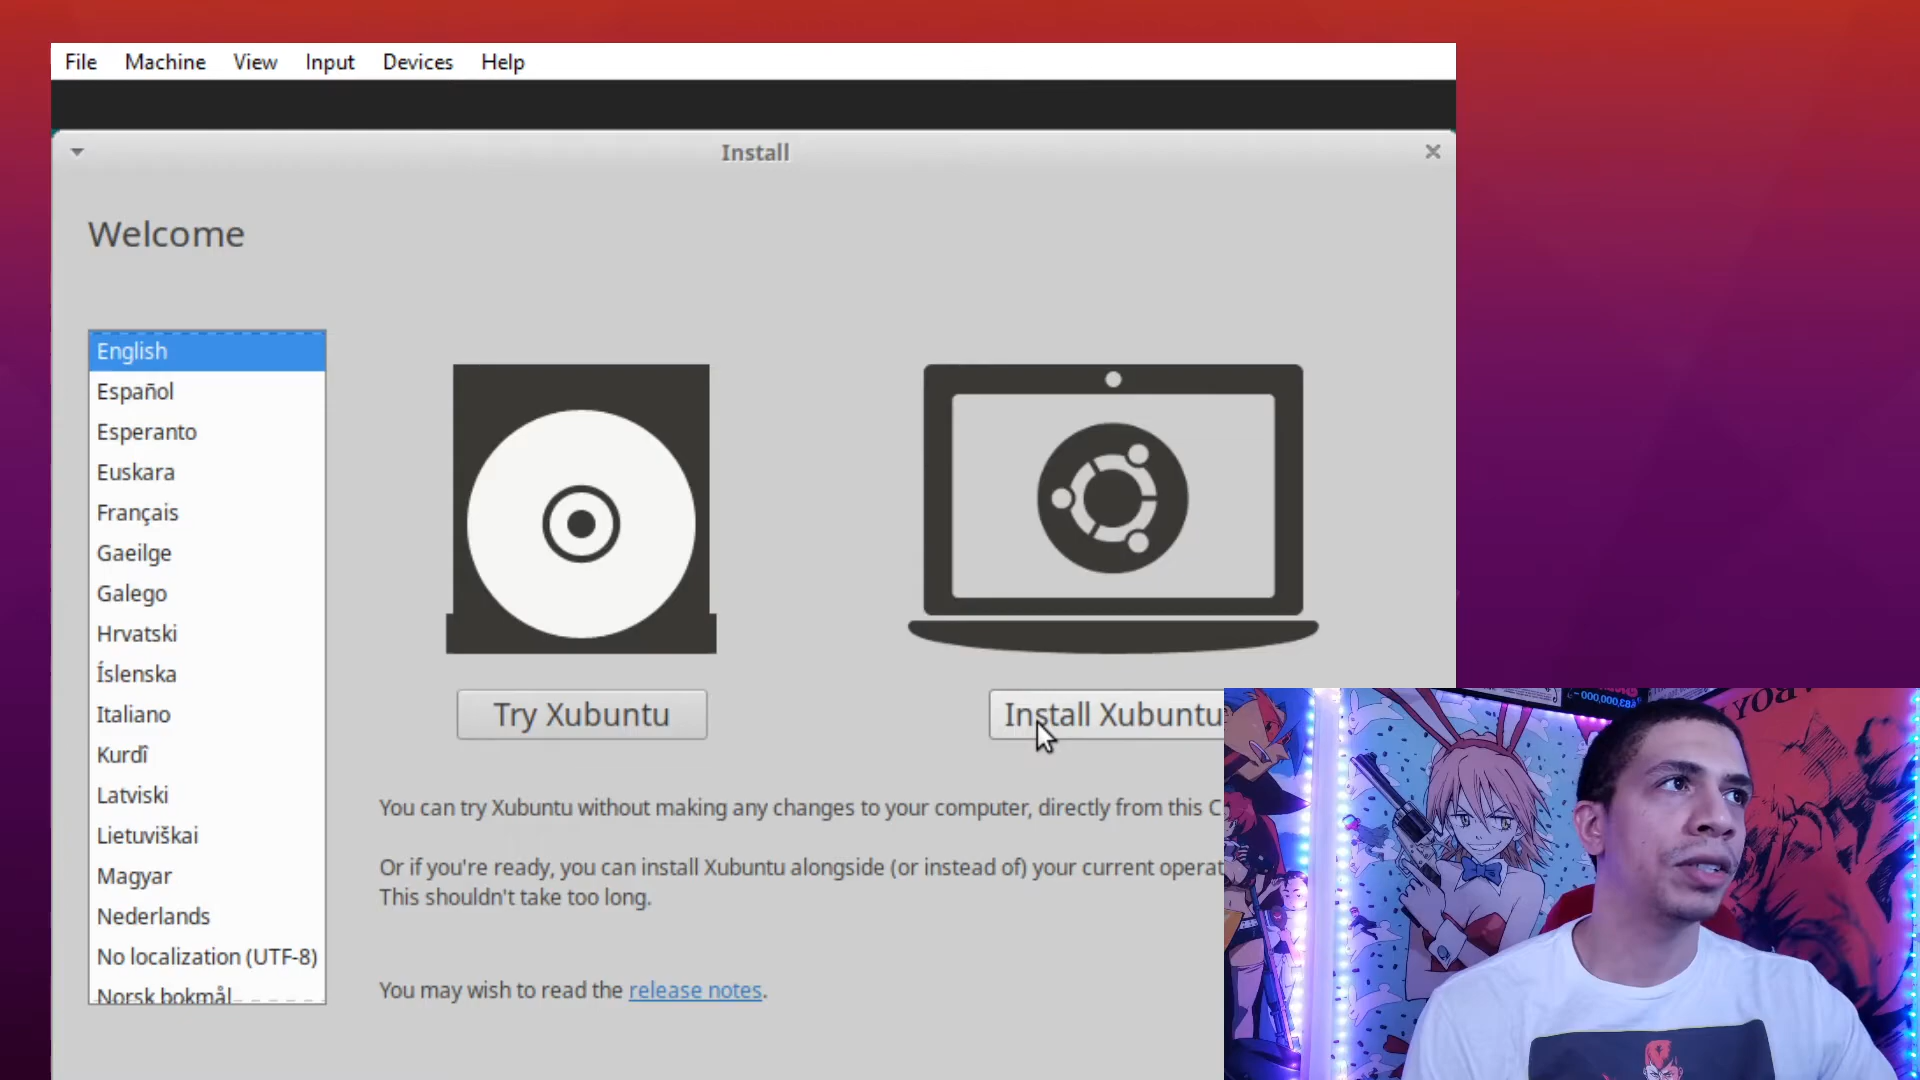 File Machine View Input Devices Help
Install
Welcome
English
Español
Esperanto
Euskara
Français
Gaeilge
Galego
Hrvatski
Íslenska
Italiano
Kurdî
Latviski
Lietuviškai
Magyar
Nederlands
No localization (UTF-8)
Norsk bokmål
Try Xubuntu
Install Xubuntu
You can try Xubuntu without making any changes to your computer, directly from this C
Or if you're ready, you can install Xubuntu alongside (or instead of) your current operat
This shouldn't take too long.
You may wish to read the release notes.